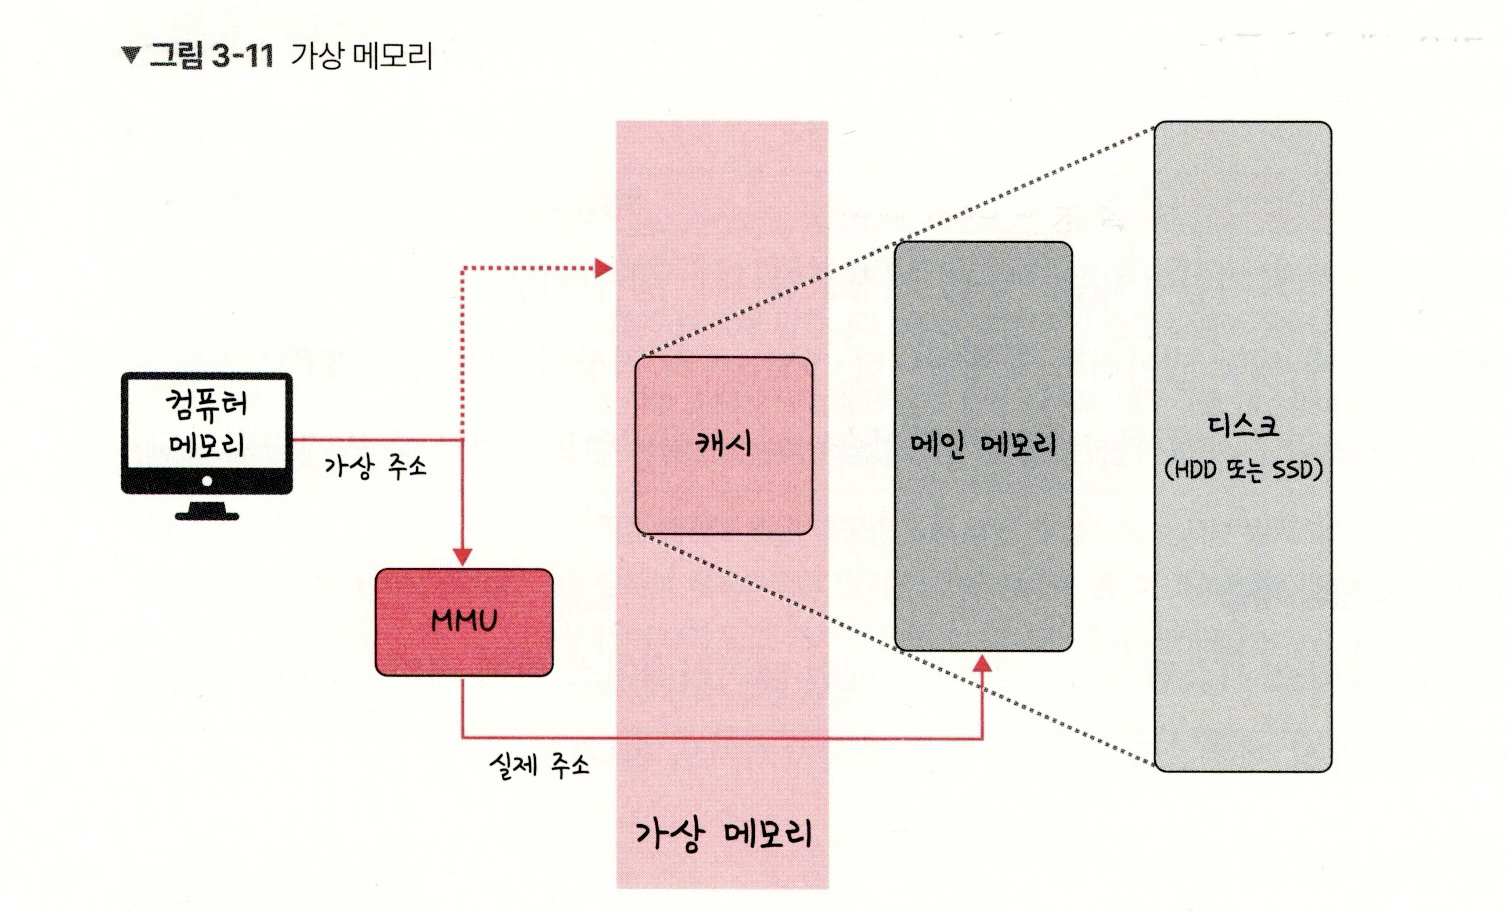 ▼ 그림 3-11 가상 메모리
컴퓨터
메모리
가상 주소
MMU
실제 주소
캐시
가상 메모리
메인 메모리
디스크
(HDD 또는 SSD)